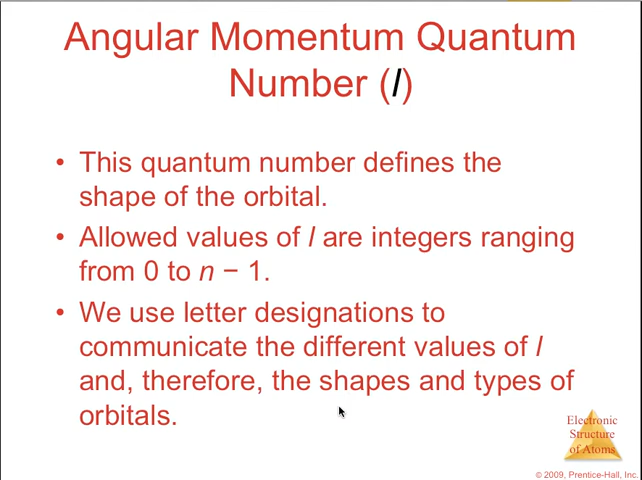 Angular Momentum Quantum
Number (l)
• This quantum number defines the
shape of the orbital.
• Allowed values of l are integers ranging
from 0 to n − 1.
• We use letter designations to
communicate the different values of l
and, therefore, the shapes and types of
orbitals.
Electronic
Structure
of Atoms
© 2009, Prentice-Hall, Inc.